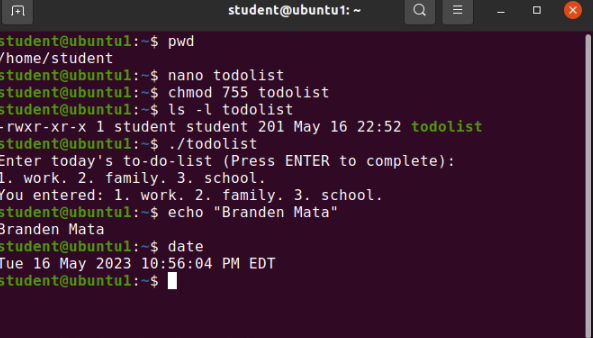 student@ubuntu1: ~
student@ubuntu1:~$ pwd
/home/student
student@ubuntu1:~$ nano todolist
student@ubuntu1:~$ chmod 755 todolist
student@ubuntu1:~$ ls -l todolist
-rwxr-xr-x 1 student student 201 May 16 22:52 todolist
student@ubuntu1:~$ ./todolist
Enter today's to-do-list (Press ENTER to complete):
1. work. 2. family. 3. school.
You entered: 1. work. 2. family. 3. school.
student@ubuntu1:~$ echo "Branden Mata"
Branden Mata
student@ubuntu1:~$ date
Tue 16 May 2023 10:56:04 PM EDT
student@ubuntu1:~$